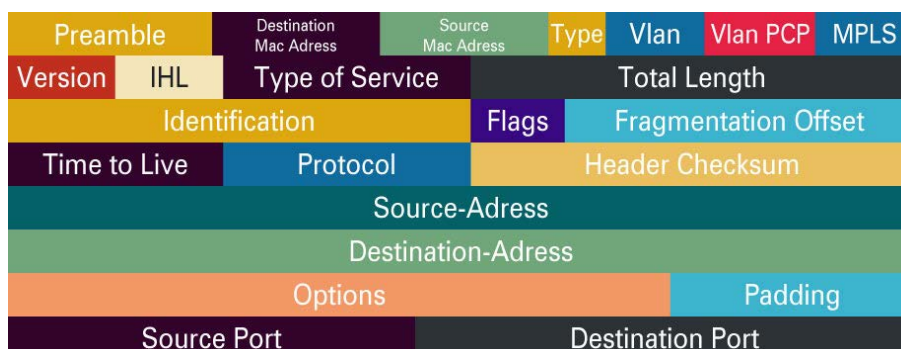 Preamble Destination Mac Adress Source Mac Adress Type Vlan Vlan PCP MPLS
Version IHL Type of Service Total Length
Identification Flags Fragmentation Offset
Time to Live Protocol Header Checksum
Source-Adress
Destination-Adress
Options Padding
Source Port Destination Port